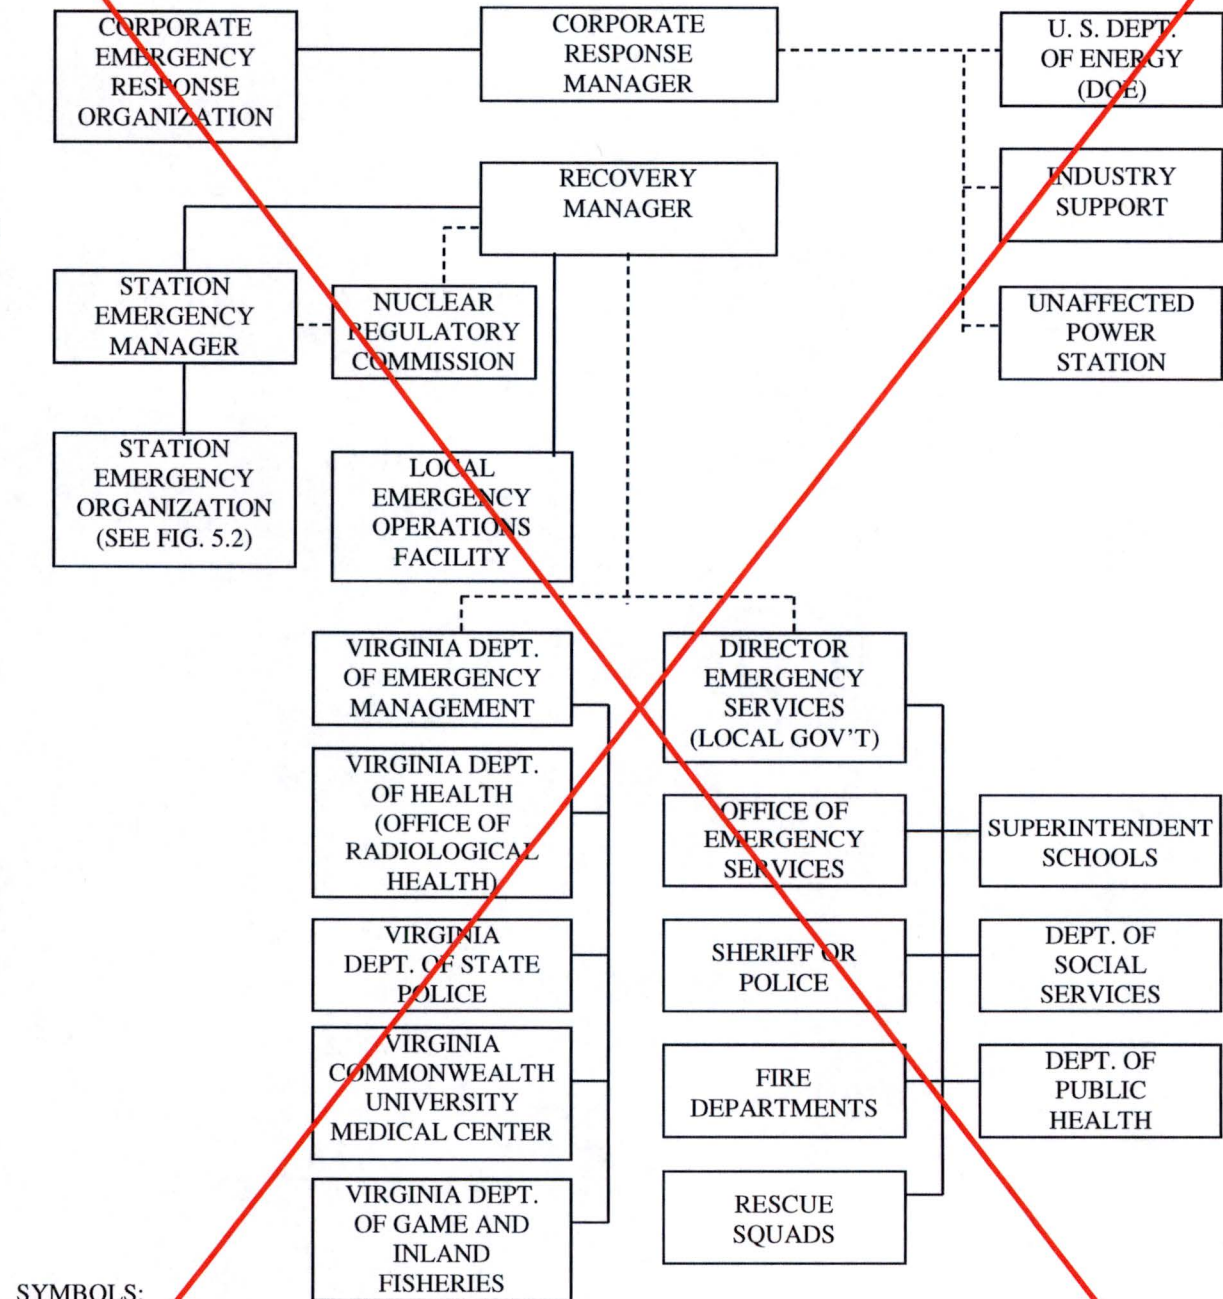 CORPORATE
EMERGENCY
RESPONSE
ORGANIZATION
CORPORATE
RESPONSE
MANAGER
U. S. DEPT.
OF ENERGY
(DOE)
RECOVERY
MANAGER
INDUSTRY
SUPPORT
STATION
EMERGENCY
MANAGER
NUCLEAR
REGULATORY
COMMISSION
UNAFFECTED
POWER
STATION
STATION
EMERGENCY
ORGANIZATION
(SEE FIG. 5.2)
LOCAL
EMERGENCY
OPERATIONS
FACILITY
VIRGINIA DEPT.
OF EMERGENCY
MANAGEMENT
DIRECTOR
EMERGENCY
SERVICES
(LOCAL GOV'T)
VIRGINIA DEPT.
OF HEALTH
(OFFICE OF
RADIOLOGICAL
HEALTH)
OFFICE OF
EMERGENCY
SERVICES
SUPERINTENDENT
SCHOOLS
VIRGINIA
DEPT. OF STATE
POLICE
SHERIFF OR
POLICE
DEPT. OF
SOCIAL
SERVICES
VIRGINIA
COMMONWEALTH
UNIVERSITY
MEDICAL CENTER
FIRE
DEPARTMENTS
DEPT. OF
PUBLIC
HEALTH
VIRGINIA DEPT.
OF GAME AND
INLAND
FISHERIES
RESCUE
SQUADS
SYMBOLS: